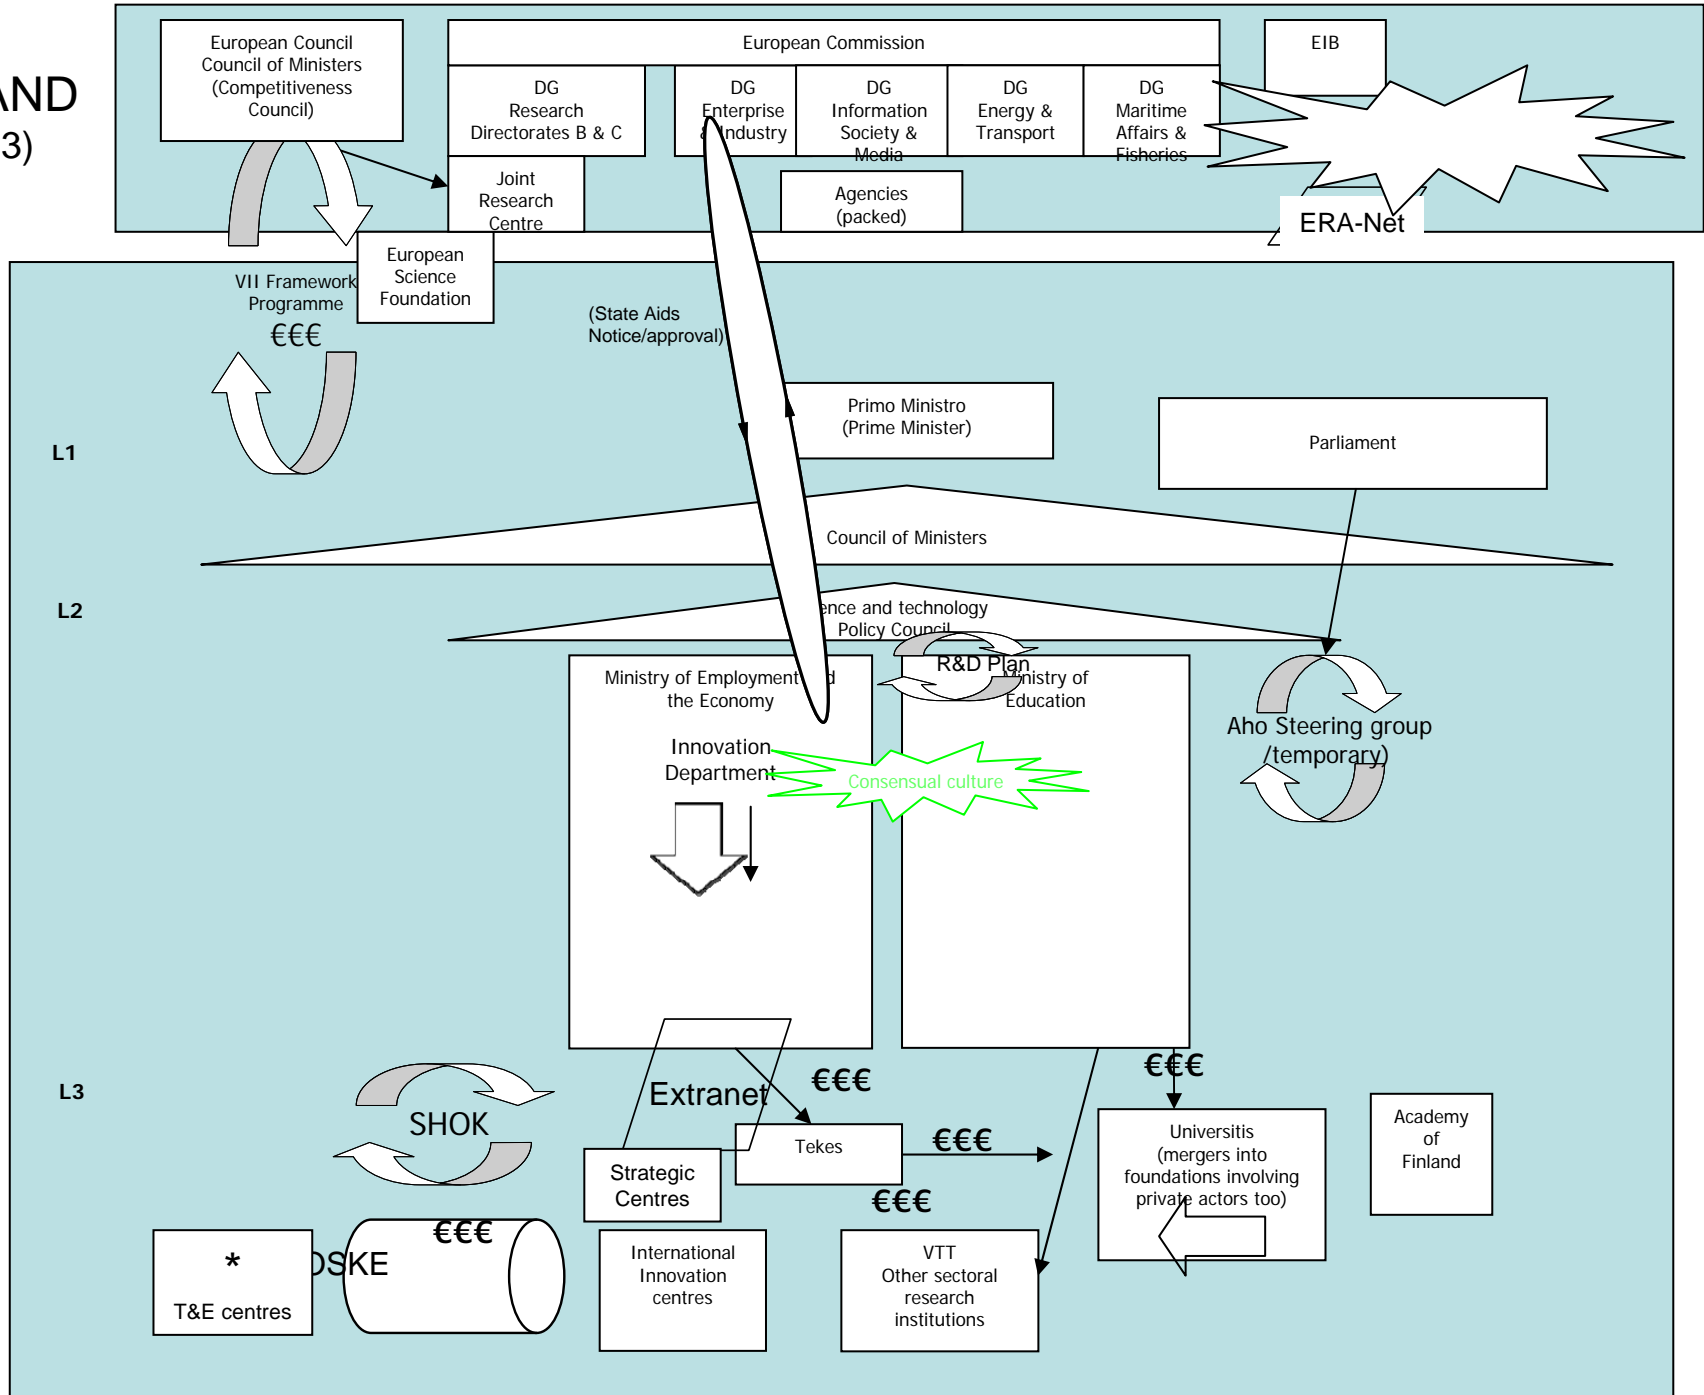 European Council
Council of Ministers
(Competitiveness
Council)
European Commission
EIB
AND
3)
DG
Research
Directorates B & C
DG
Enterprise
& Industry
DG
Information
Society &
Media
DG
Energy &
Transport
DG
Maritime
Affairs &
Fisheries
Joint
Research
Centre
Agencies
(packed)
ERA-Net
European
Science
Foundation
VII Framework
Programme
€€€
(State Aids
Notice/approval)
Primo Ministro
(Prime Minister)
Parliament
L1
Council of Ministers
L2
ence and technology
Policy Council
R&D Plan
Ministry of Employment
the Economy
Ministry of
Education
Innovation
Department
Consensual culture
Aho Steering group
/temporary)
L3
SHOK
Extranet
€€€
€€€
Tekes
€€€
€€€
Strategic
Centres
Universitis
(mergers into
foundations involving
private actors too)
Academy
of
Finland
*
T&E centres
OSKE
€€€
International
Innovation
centres
VTT
Other sectoral
research
institutions